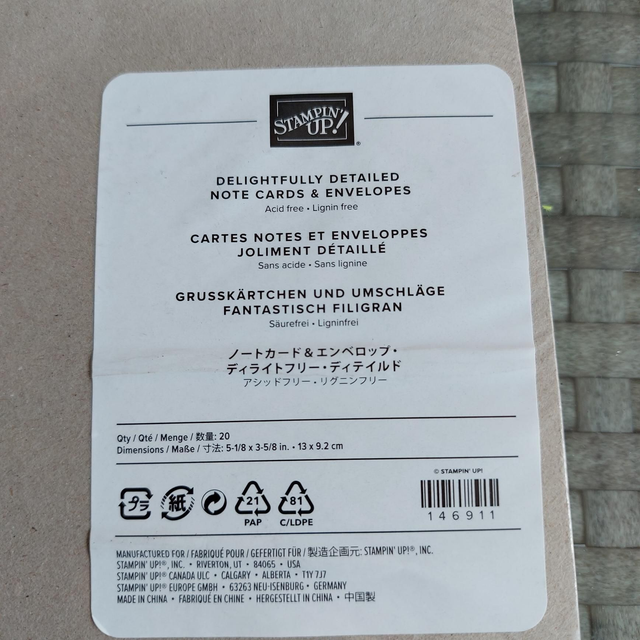 STAMPIN' UP!®
DELIGHTFULLY DETAILED
NOTE CARDS & ENVELOPES
Acid free • Lignin free
CARTES NOTES ET ENVELOPPES
JOLIMENT DÉTAILLÉ
Sans acide • Sans lignine
GRUSSKÄRTCHEN UND UMSCHLÄGE
FANTASTISCH FILIGRAN
Säurefrei • Ligninfrei
ノートカード & エンベロップ・
ディライトフリー・ディテイルド
アシッドフリー・リグニンフリー
Qty / Qté / Menge / 数量: 20
Dimensions / Maße / 寸法: 5-1/8 x 3-5/8 in. • 13 x 9.2 cm
© STAMPIN' UP!
プラ 紙 21 81
PAP C/LDPE
146911
MANUFACTURED FOR / FABRIQUÉ POUR / GEFERTIGT FÜR / 製造企画元: STAMPIN' UP!®, INC.
STAMPIN' UP!®, INC. • RIVERTON, UT • 84065 • USA
STAMPIN' UP!® CANADA ULC • CALGARY • ALBERTA • T1Y 7J7
STAMPIN' UP!® EUROPE GMBH • 63263 NEU-ISENBURG • GERMANY
MADE IN CHINA • FABRIQUÉ EN CHINE • HERGESTELLT IN CHINA • 中国製